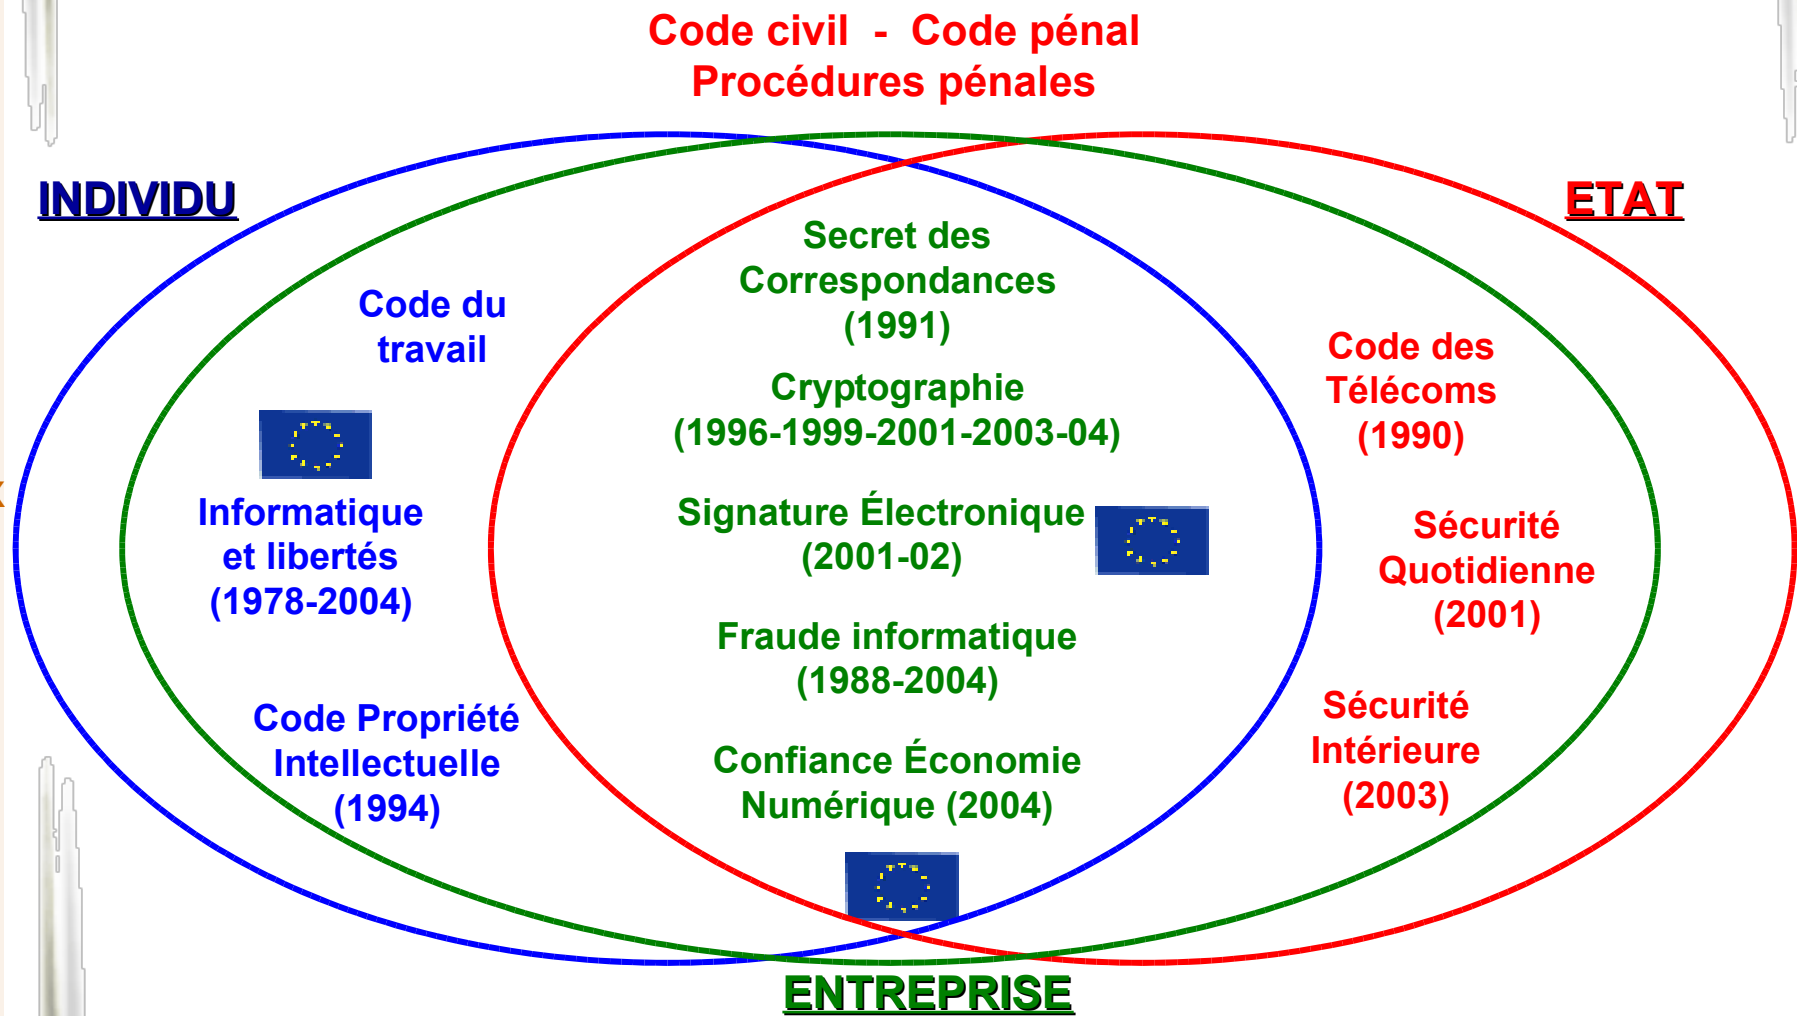 Code civil - Code pénal
Procédures pénales
INDIVIDU
ETAT
Code du
travail
Informatique
et libertés
(1978-2004)
Code Propriété
Intellectuelle
(1994)
Secret des
Correspondances
(1991)
Cryptographie
(1996-1999-2001-2003-04)
Signature Électronique
(2001-02)
Fraude informatique
(1988-2004)
Confiance Économie
Numérique (2004)
Code des
Télécoms
(1990)
Sécurité
Quotidienne
(2001)
Sécurité
Intérieure
(2003)
ENTREPRISE